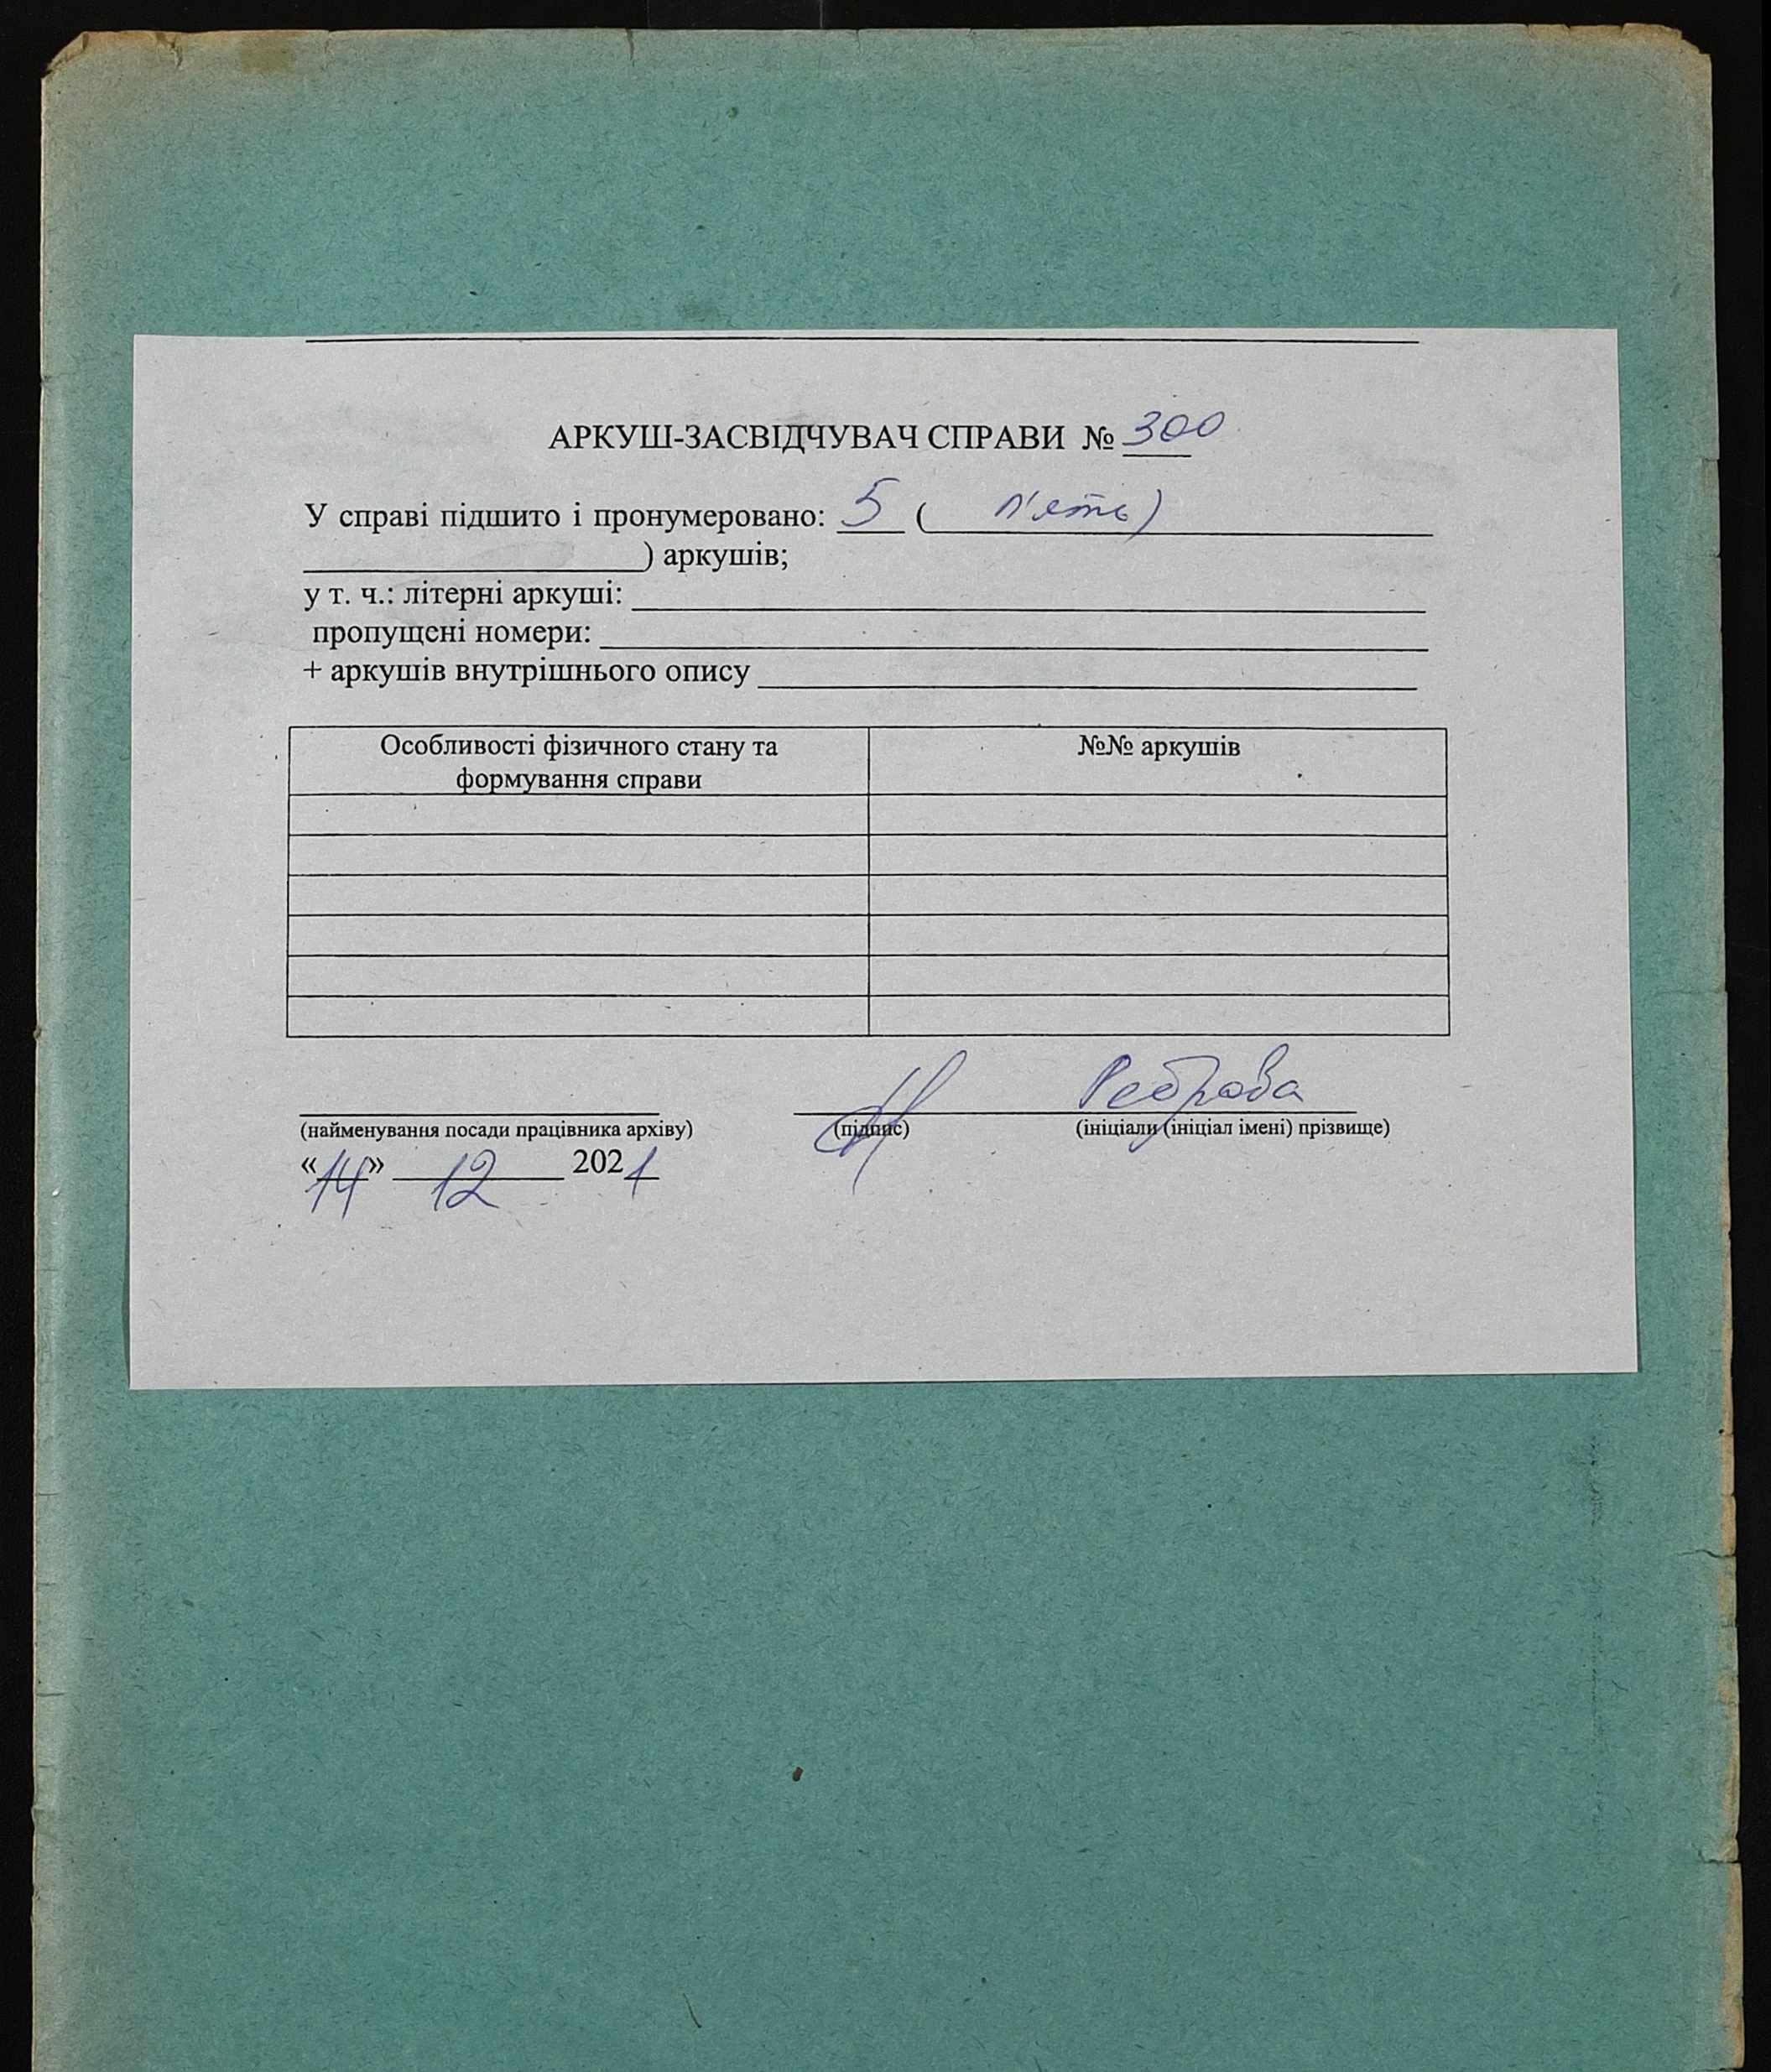 АРКУШ-ЗАСВІДЧУВАЧ СПРАВИ № 300
У справі підшито і пронумеровано: 5 ( п'ять)
) аркушів;
у т. ч.: літерні аркуші:
пропущені номери:
+ аркушів внутрішнього опису
Особливості фізичного стану та формування справи №№ аркушів
Реброва
(найменування посади працівника архіву) (підпис) (ініціали (ініціал імені) прізвище)
«14» 12 2021